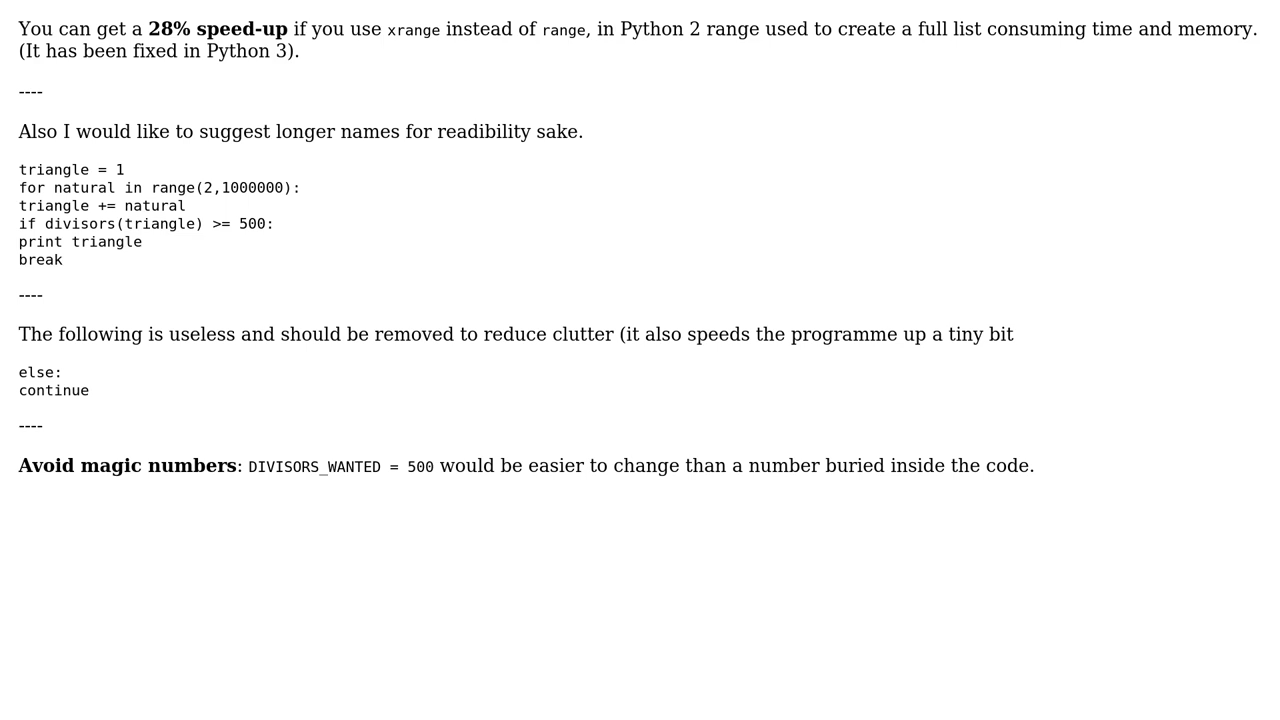 You can get a 28% speed-up if you use xrange instead of range, in Python 2 range used to create a full list consuming time and memory.
(It has been fixed in Python 3).
----
Also I would like to suggest longer names for readibility sake.
triangle = 1
for natural in range(2,1000000):
triangle += natural
if divisors(triangle) >= 500:
print triangle
break
----
The following is useless and should be removed to reduce clutter (it also speeds the programme up a tiny bit
else:
continue
----
Avoid magic numbers: DIVISORS_WANTED = 500 would be easier to change than a number buried inside the code.